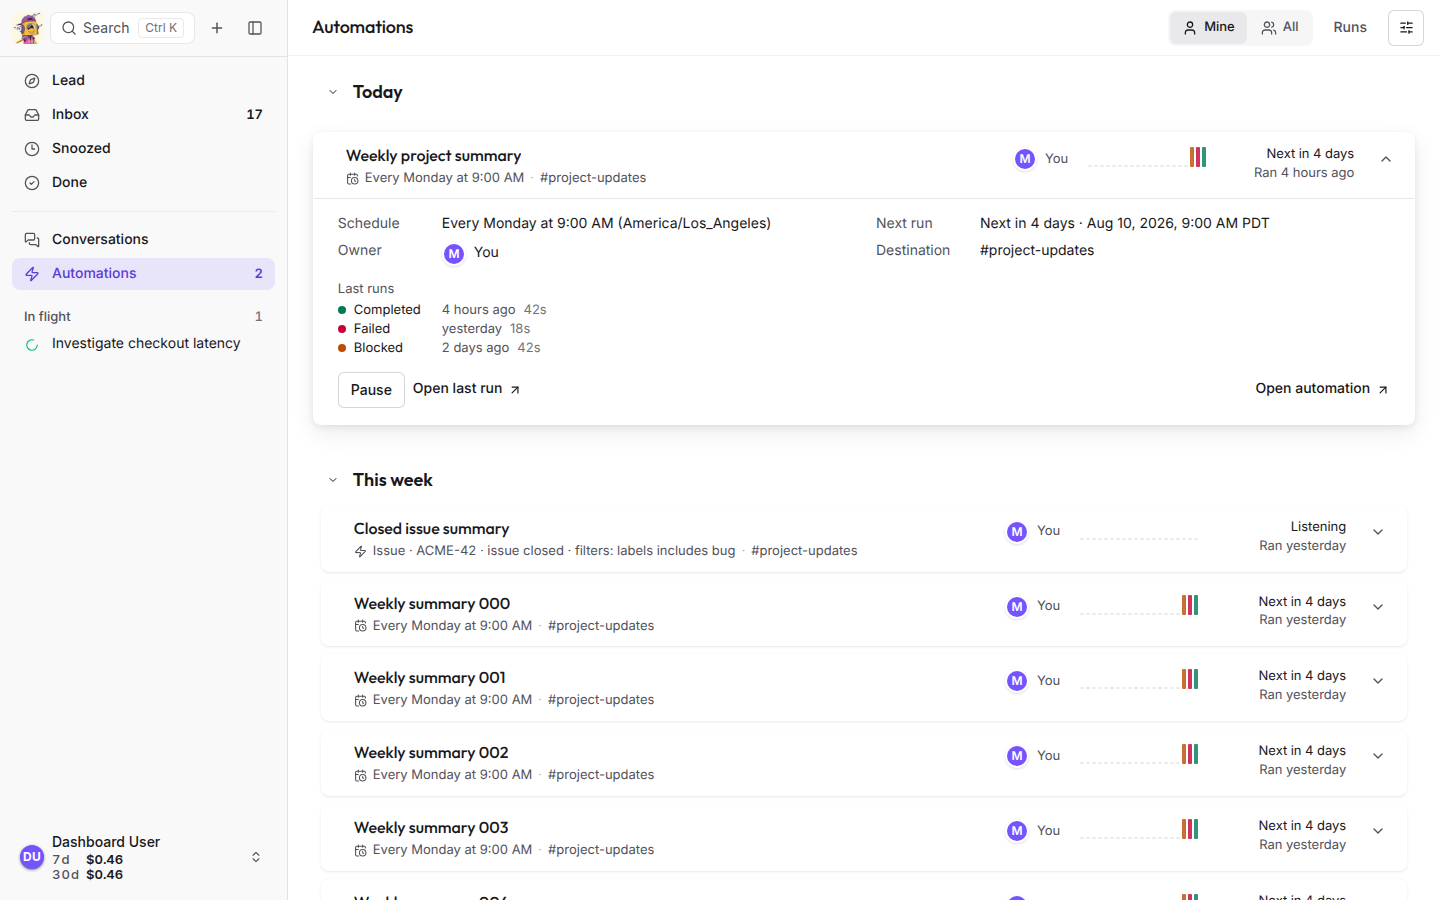 Search Ctrl K
Lead
Inbox 17
Snoozed
Done
Conversations
Automations 2
In flight 1
Investigate checkout latency
DU Dashboard User
7d $0.46
30d $0.46
Automations
Mine All Runs
Today
Weekly project summary
Every Monday at 9:00 AM · #project-updates
M You
Next in 4 days
Ran 4 hours ago
Schedule Every Monday at 9:00 AM (America/Los_Angeles)
Next run Next in 4 days · Aug 10, 2026, 9:00 AM PDT
Owner M You
Destination #project-updates
Last runs
Completed 4 hours ago 42s
Failed yesterday 18s
Blocked 2 days ago 42s
Pause Open last run
Open automation
This week
Closed issue summary
Issue · ACME-42 · issue closed · filters: labels includes bug · #project-updates
M You
Listening
Ran yesterday
Weekly summary 000
Every Monday at 9:00 AM · #project-updates
M You
Next in 4 days
Ran yesterday
Weekly summary 001
Every Monday at 9:00 AM · #project-updates
M You
Next in 4 days
Ran yesterday
Weekly summary 002
Every Monday at 9:00 AM · #project-updates
M You
Next in 4 days
Ran yesterday
Weekly summary 003
Every Monday at 9:00 AM · #project-updates
M You
Next in 4 days
Ran yesterday
Next in 4 days